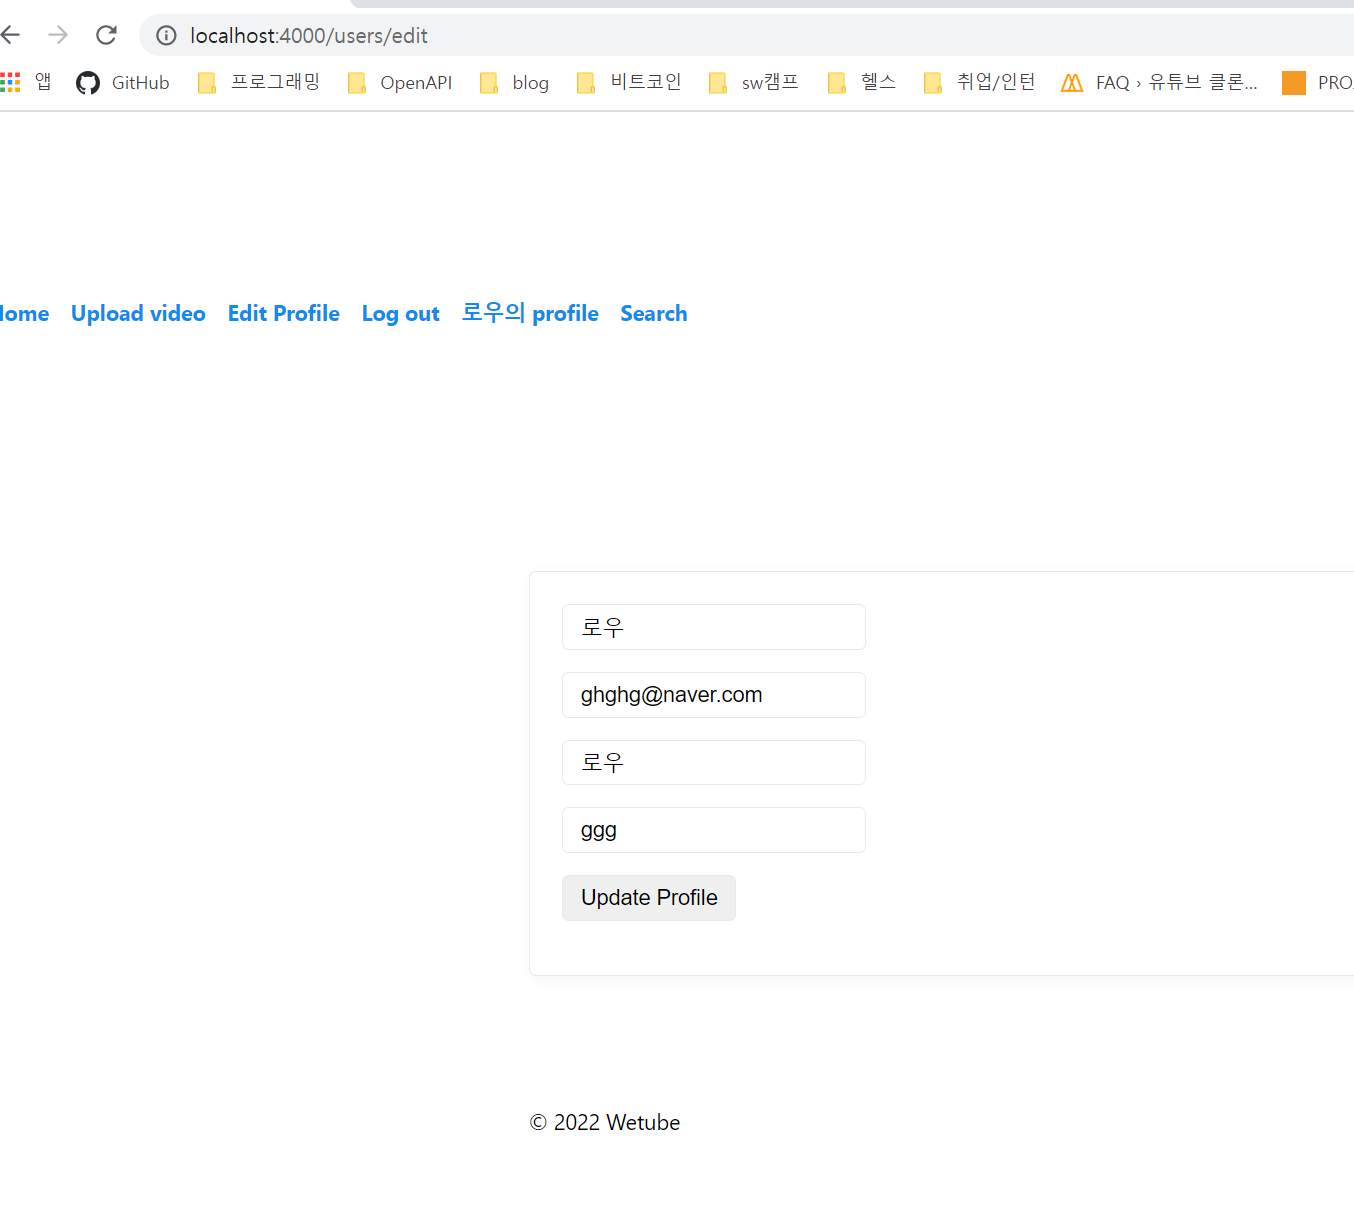 localhost:4000/users/edit
앱 GitHub 프로그래밍 OpenAPI blog 비트코인 sw캠프 헬스 취업/인턴 FAQ › 유튜브 클론... PRO
Home Upload video Edit Profile Log out 로우의 profile Search
로우
ghghg@naver.com
로우
ggg
Update Profile
© 2022 Wetube